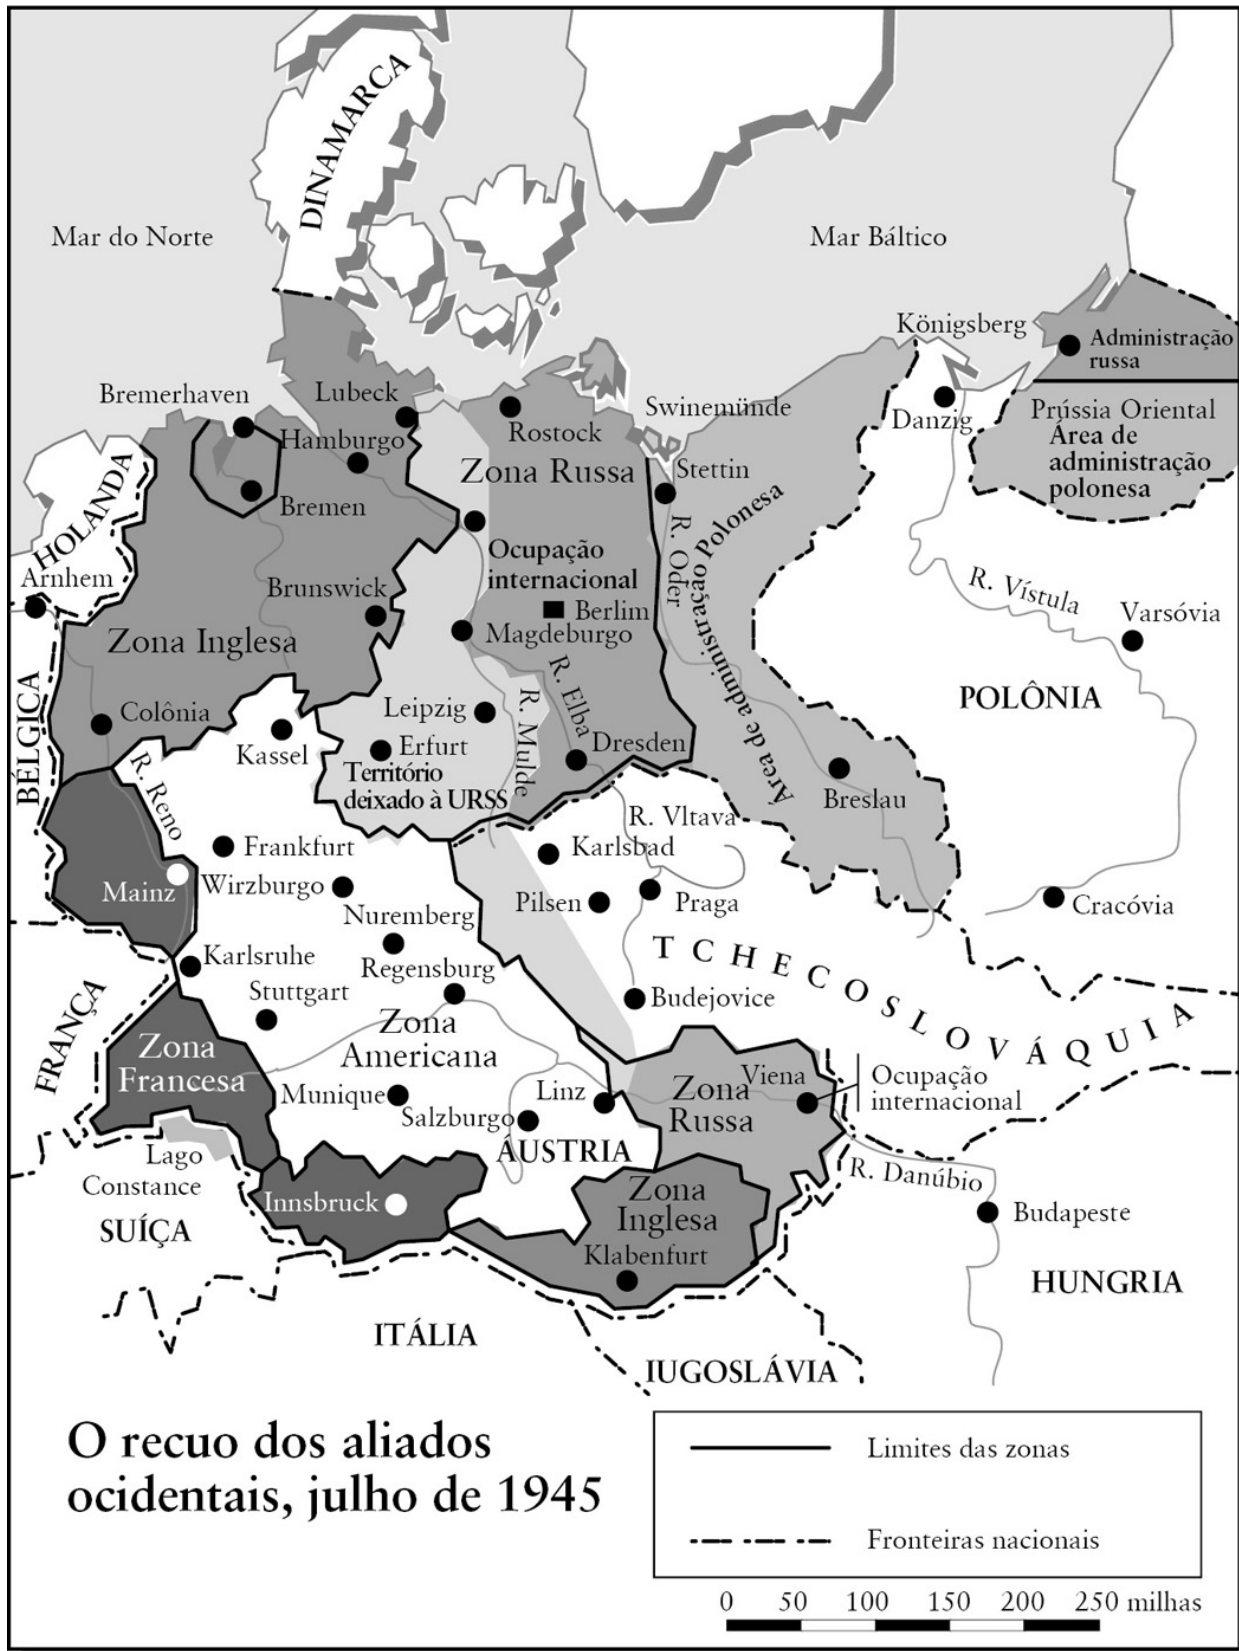 DINAMARCA
Mar do Norte
Mar Báltico
Königsberg
Administração
russa
Bremerhaven
Lubeck
Swinemünde
Danzig
Prússia Oriental
Área de
administração
polonesa
Hamburgo
Rostock
Zona Russa
Stettin
HOLANDA
Bremen
Área de administração Polonesa
R. Oder
Ocupação
internacional
R. Vístula
Arnhem
Brunswick
Berlim
Varsóvia
Zona Inglesa
Magdeburgo
R. Elba
POLÔNIA
BÉLGICA
Colônia
Leipzig
R. Mulde
Kassel
Erfurt
Dresden
R. Reno
Território
deixado à URSS
Breslau
R. Vltava
Frankfurt
Karlsbad
Mainz
Wirzburgo
Pilsen
Praga
Cracóvia
Nuremberg
TCHECOSLOVÁQUIA
Karlsruhe
Regensburg
Stuttgart
Budejovice
FRANÇA
Zona
Americana
Zona
Francesa
Munique
Linz
Zona
Russa
Viena
Ocupação
internacional
Salzburgo
ÁUSTRIA
Lago
Constance
R. Danúbio
SUÍÇA
Innsbruck
Zona
Inglesa
Budapeste
Klabenfurt
HUNGRIA
ITÁLIA
IUGOSLÁVIA
O recuo dos aliados
ocidentais, julho de 1945
Limites das zonas
Fronteiras nacionais
0 50 100 150 200 250 milhas